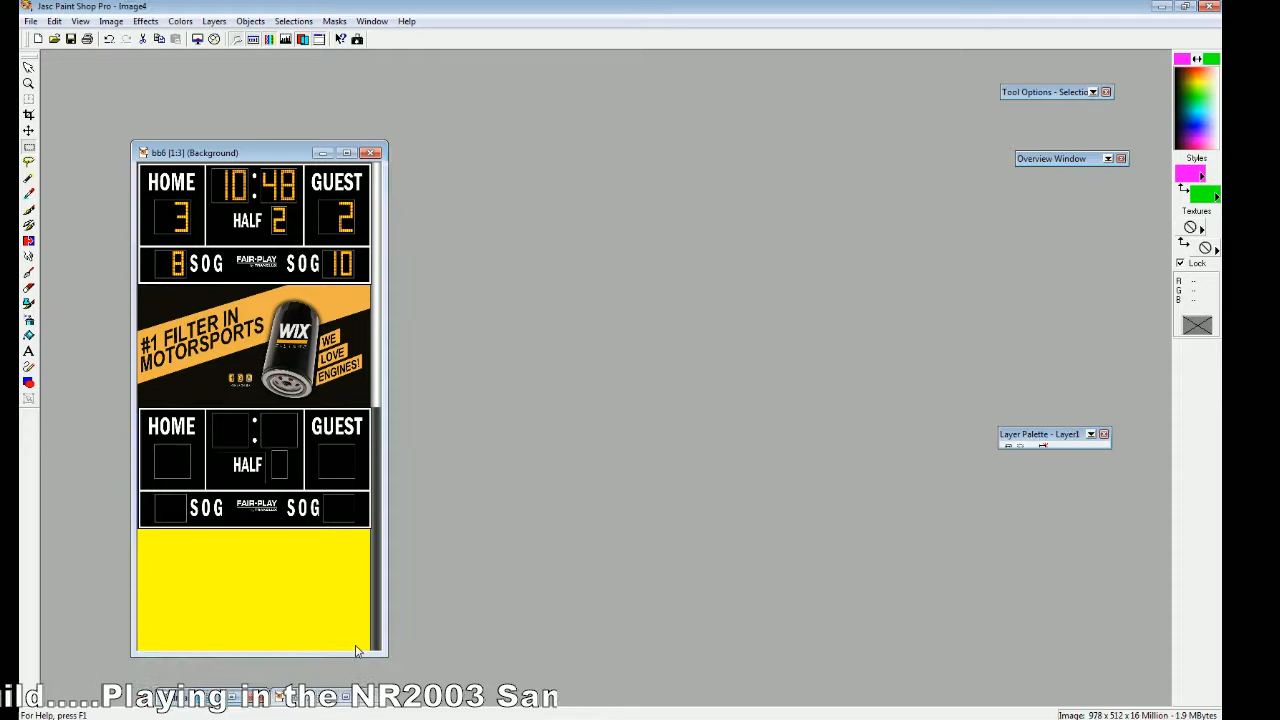 Jasc Paint Shop Pro - Image4
File Edit View Image Effects Colors Layers Objects Selections Masks Window Help
Tool Options - Selectio
bb6 [1:3] (Background)
Overview Window
Styles
Textures
Lock
R --
G --
B --
HOME 10:48 GUEST
3 HALF 2 2
8 SOG FAIR-PLAY SOG 10
#1 FILTER IN
MOTORSPORTS
WIX
FILTERS
WE
LOVE
ENGINES!
HOME : GUEST
HALF
SOG FAIR-PLAY SOG
Layer Palette - Layer1
uild.....Playing in the NR2003 San
For Help, press F1
Image: 978 x 512 x 16 Million - 1.9 MBytes